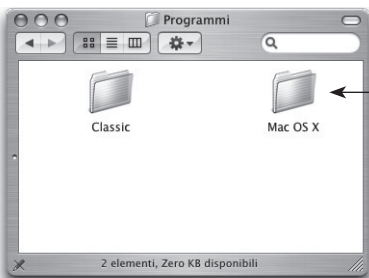 Programmi
Classic
Mac OS X
2 elementi, Zero KB disponibili